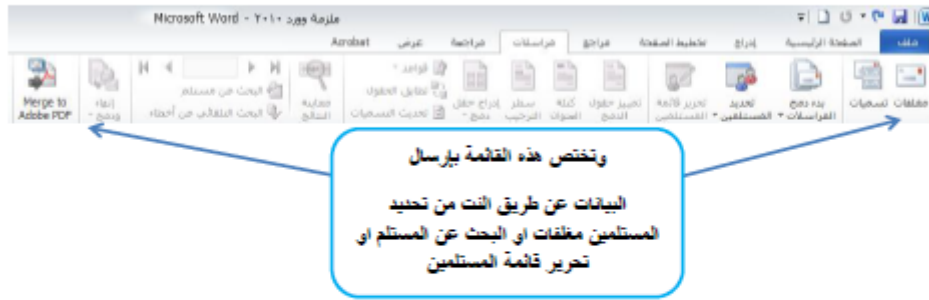 ملزمة وورد ٢٠١٠ - Microsoft Word
ملف الصفحة الرئيسية إدراج تخطيط الصفحة مراجع مراسلات مراجعة عرض Acrobat
مغلفات تسميات
بدء دمج المراسلات
تحديد المستلمين
تحرير قائمة المستلمين
تمييز حقول الدمج
كتلة العنوان
سطر الترحيب
إدراج حقل دمج
قواعد
تطابق الحقول
تحديث التسميات
معاينة النتائج
البحث عن مستلم
البحث التلقائي عن أخطاء
إنهاء ودمج
Merge to
Adobe PDF
وتختص هذه القائمة بإرسال
البيانات عن طريق النت من تحديد
المستلمين مغلفات او البحث عن المستلم او
تحرير قائمة المستلمين